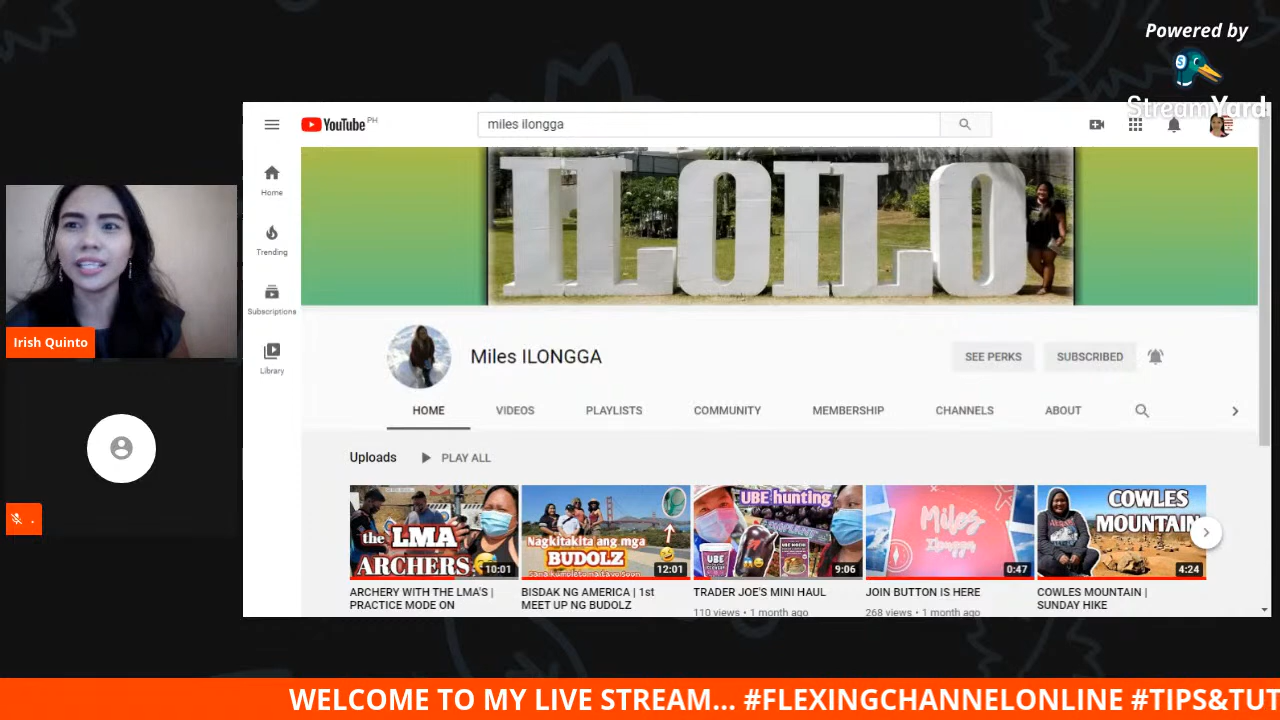 Powered by
StreamYard
YouTube PH
miles ilongga
Home
Trending
Subscriptions
Library
ILOILO
Miles ILONGGA
SEE PERKS
SUBSCRIBED
HOME
VIDEOS
PLAYLISTS
COMMUNITY
MEMBERSHIP
CHANNELS
ABOUT
Uploads
PLAY ALL
the LMA
ARCHERS
10:01
Nagkitakita ang mga
BUDOLZ
12:01
UBE hunting
UBE
9:06
Miles
Ilongga
0:47
COWLES
MOUNTAIN
4:24
ARCHERY WITH THE LMA'S |
PRACTICE MODE ON
BISDAK NG AMERICA | 1st
MEET UP NG BUDOLZ
TRADER JOE'S MINI HAUL
110 views • 1 month ago
JOIN BUTTON IS HERE
268 views • 1 month ago
COWLES MOUNTAIN |
SUNDAY HIKE
Irish Quinto
.
WELCOME TO MY LIVE STREAM... #FLEXINGCHANNELONLINE #TIPS&TUT